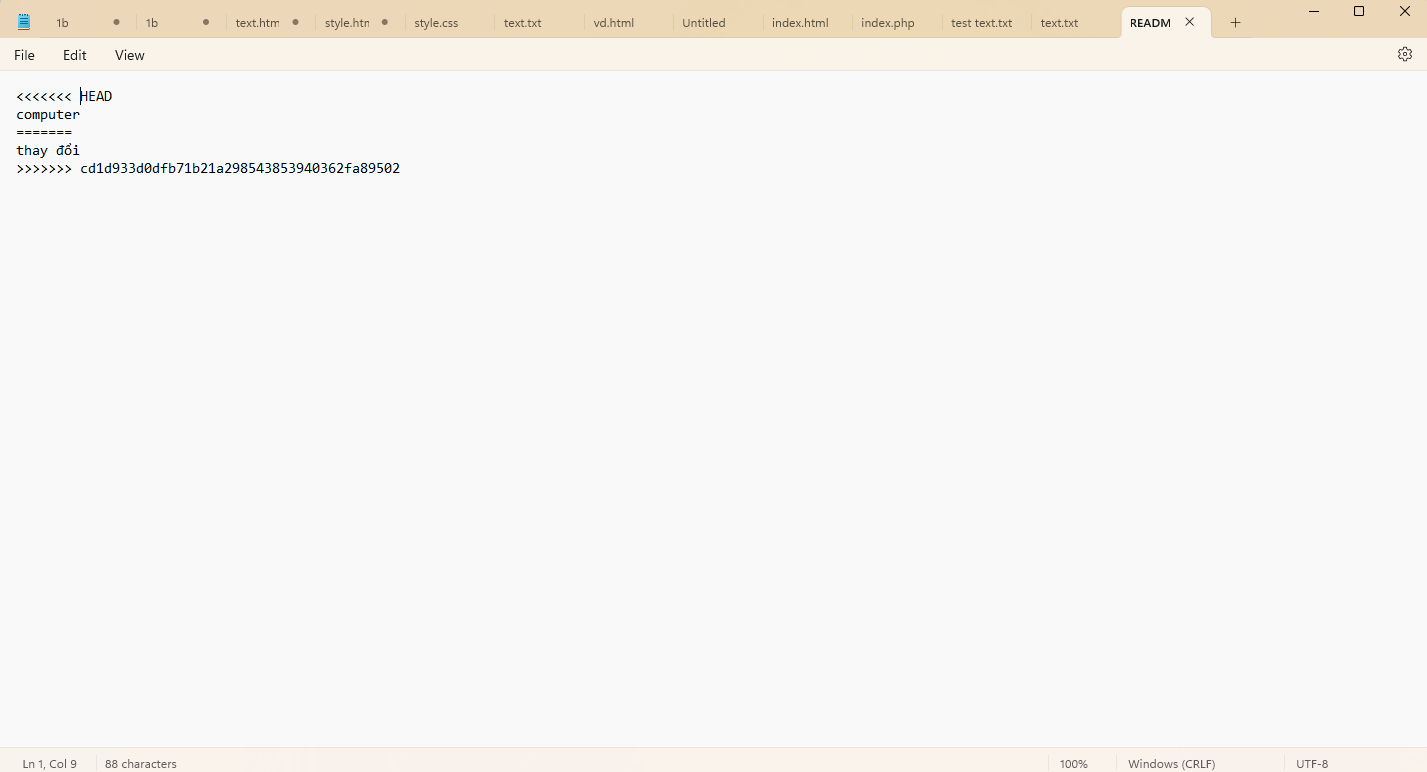 1b 1b text.htm style.htm style.css text.txt vd.html Untitled index.html index.php test text.txt text.txt READM
File Edit View
<<<<<<< HEAD
computer
=======
thay đổi
>>>>>>> cd1d933d0dfb71b21a298543853940362fa89502
Ln 1, Col 9 88 characters 100% Windows (CRLF) UTF-8